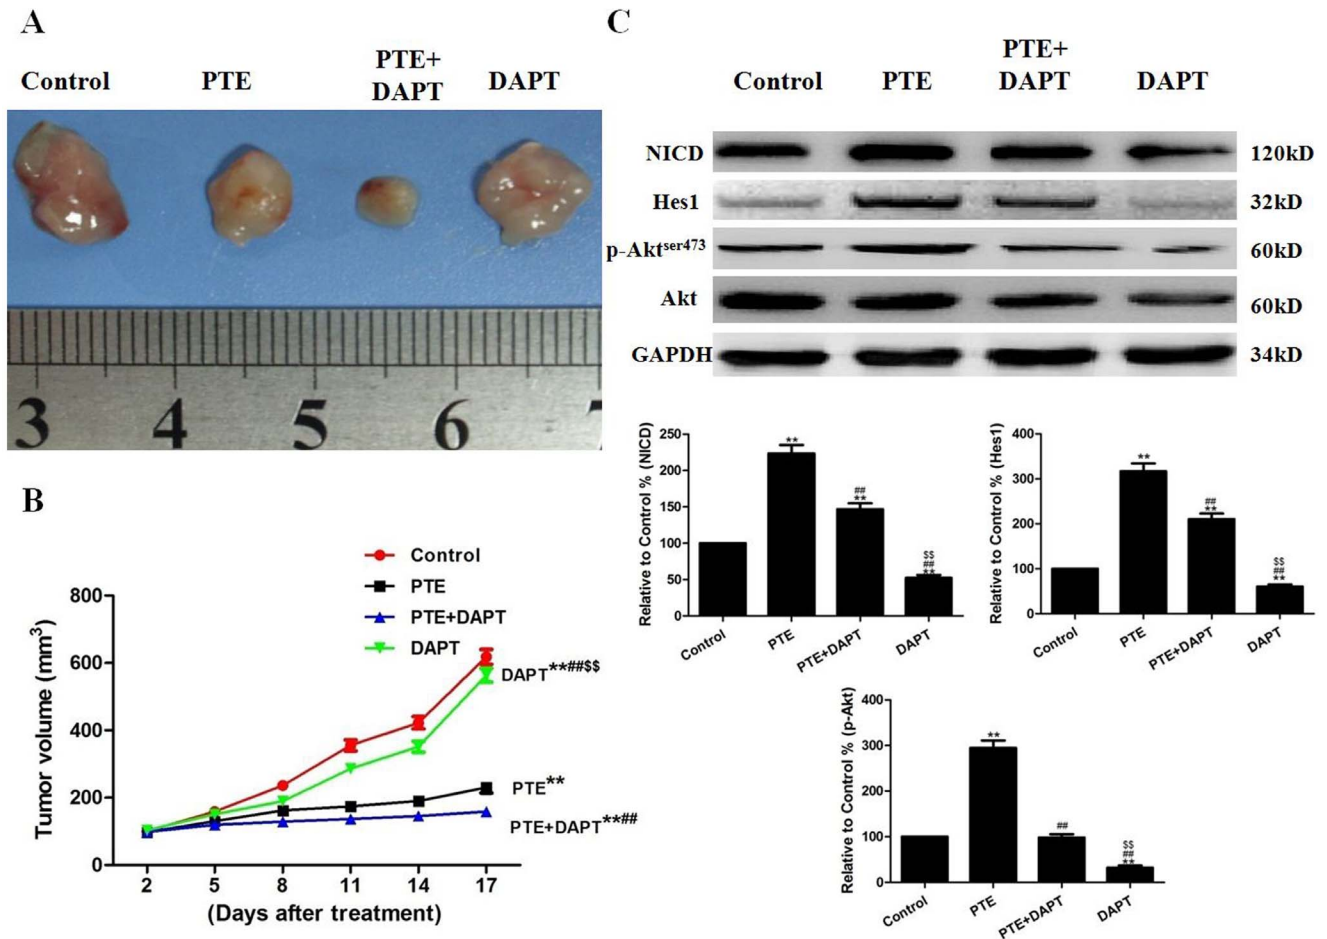 A
Control PTE PTE+ DAPT
DAPT
3 4 5 6
B
Control
PTE
PTE+DAPT
DAPT
Tumor volume (mm³)
800
600
400
200
0
2 5 8 11 14 17
(Days after treatment)
DAPT**##$$
PTE**
PTE+DAPT**##
C
Control PTE PTE+ DAPT
DAPT
NICD 120kD
Hes1 32kD
p-Akt^ser473 60kD
Akt 60kD
GAPDH 34kD
Relative to Control % (NICD)
250
200
150
100
50
0
**
##
**
$$
##
**
Control PTE PTE+DAPT DAPT
Relative to Control % (Hes1)
400
300
200
100
0
**
##
**
$$
##
**
Control PTE PTE+DAPT DAPT
Relative to Control % (p-Akt)
400
300
200
100
0
**
##
$$
##
**
Control PTE PTE+DAPT DAPT